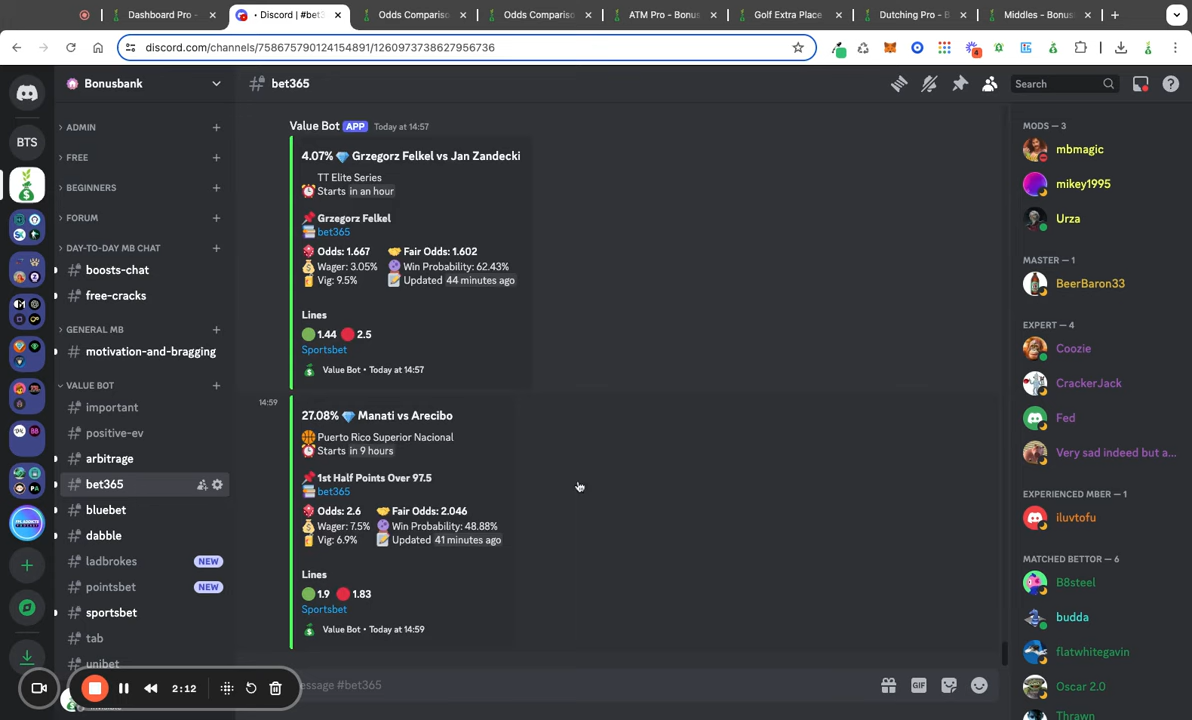 Dashboard Pro -
• Discord | #bet3
Odds Compariso
Odds Compariso
ATM Pro - Bonus
Golf Extra Place
Dutching Pro - B
Middles - Bonus
discord.com/channels/758675790124154891/1260973738627956736
4
Bonusbank
# bet365
Search
BTS
ADMIN
FREE
BEGINNERS
FORUM
DAY-TO-DAY MB CHAT
# boosts-chat
# free-cracks
GENERAL MB
# motivation-and-bragging
VALUE BOT
# important
# positive-ev
# arbitrage
# bet365
# bluebet
# dabble
# ladbrokes NEW
# pointsbet NEW
# sportsbet
# tab
# unibet
2:12
Value Bot APP Today at 14:57
4.07% 💎 Grzegorz Felkel vs Jan Zandecki
TT Elite Series
⏰ Starts in an hour
📌 Grzegorz Felkel
📚 bet365
🎲 Odds: 1.667 🤝 Fair Odds: 1.602
💰 Wager: 3.05% 🔮 Win Probability: 62.43%
Vig: 9.5% 📝 Updated 44 minutes ago
Lines
🟢 1.44 🔴 2.5
Sportsbet
Value Bot • Today at 14:57
14:59
27.08% 💎 Manati vs Arecibo
🏀 Puerto Rico Superior Nacional
⏰ Starts in 9 hours
📌 1st Half Points Over 97.5
📚 bet365
🎲 Odds: 2.6 🤝 Fair Odds: 2.046
💰 Wager: 7.5% 🔮 Win Probability: 48.88%
Vig: 6.9% 📝 Updated 41 minutes ago
Lines
🟢 1.9 🔴 1.83
Sportsbet
Value Bot • Today at 14:59
essage #bet365
GIF
MODS — 3
mbmagic
mikey1995
Urza
MASTER — 1
BeerBaron33
EXPERT — 4
Coozie
CrackerJack
Fed
Very sad indeed but a...
EXPERIENCED MBER — 1
iluvtofu
MATCHED BETTOR — 6
B8steel
budda
flatwhitegavin
Oscar 2.0
Thrawn